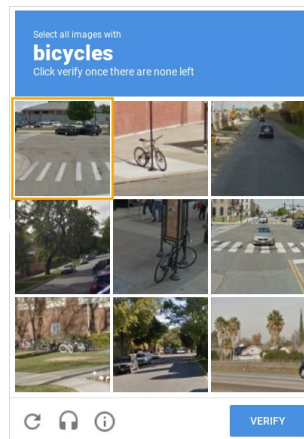 Select all images with
bicycles
Click verify once there are none left
VERIFY